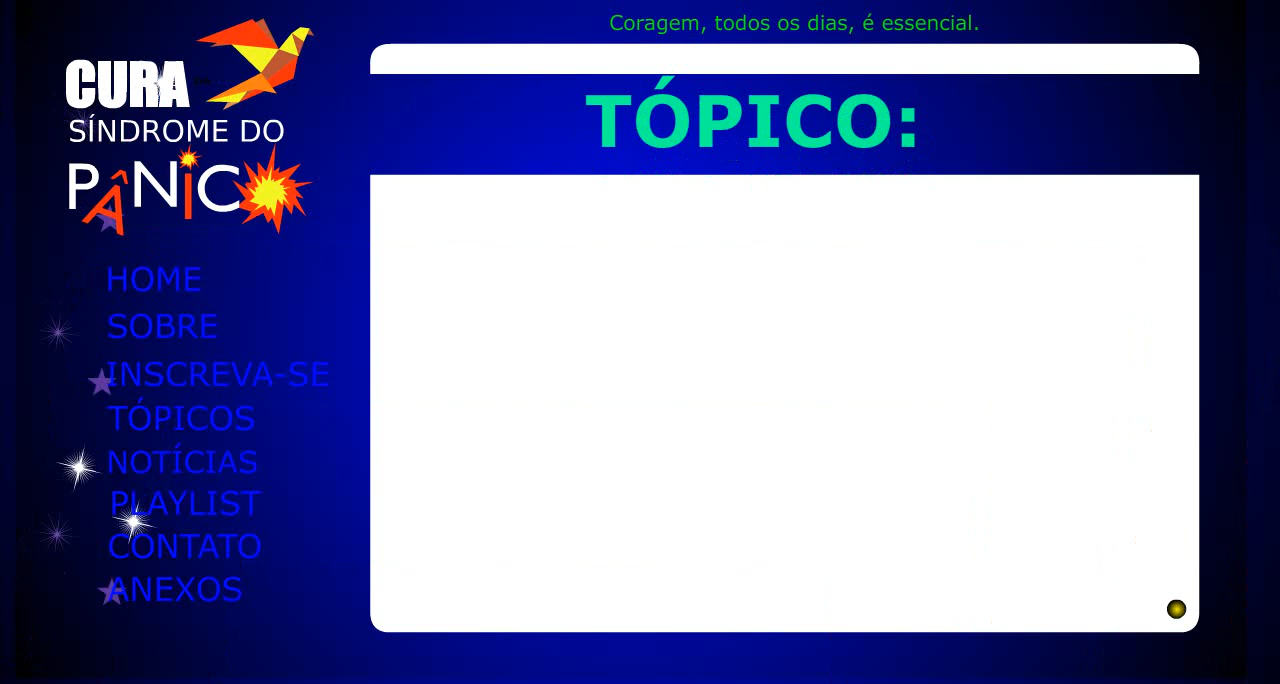 Coragem, todos os dias, é essencial.
CURA
SÍNDROME DO
PÂNICO
TÓPICO:
HOME
SOBRE
INSCREVA-SE
TÓPICOS
NOTÍCIAS
PLAYLIST
CONTATO
ANEXOS